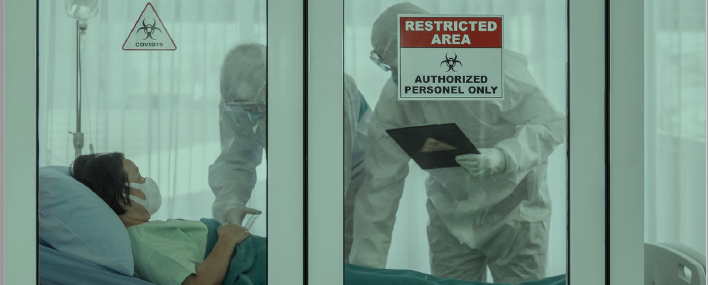 COVID19
RESTRICTED
AREA
AUTHORIZED
PERSONEL ONLY